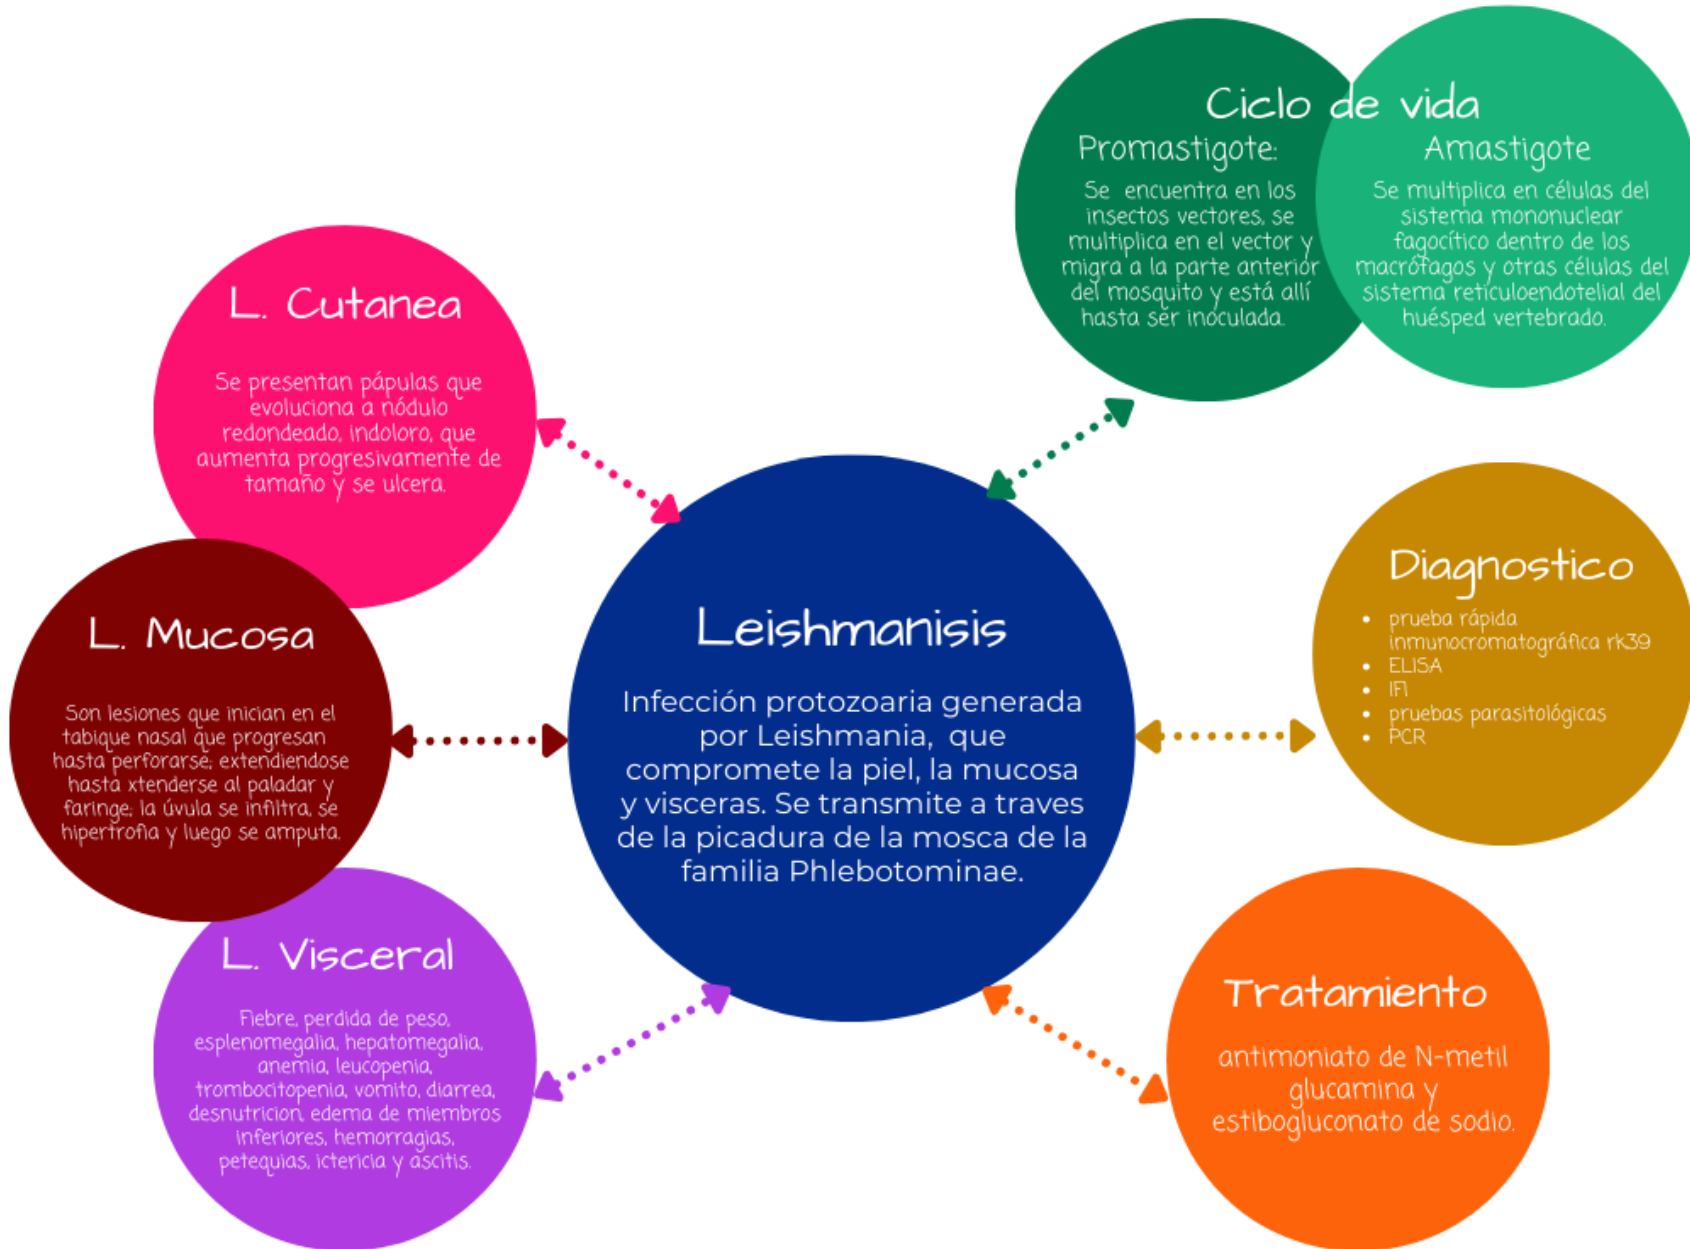 Ciclo de vida
Promastigote:
Se encuentra en los
insectos vectores, se
multiplica en el vector y
migra a la parte anterior
del mosquito y está allí
hasta ser inoculada.
Amastigote
Se multiplica en células del
sistema mononuclear
fagocítico dentro de los
macrófagos y otras células del
sistema reticuloendotelial del
huésped vertebrado.
L. Cutanea
Se presentan pápulas que
evoluciona a nódulo
redondeado, indoloro, que
aumenta progresivamente de
tamaño y se ulcera.
L. Mucosa
Son lesiones que inician en el
tabique nasal que progresan
hasta perforarse; extendiendose
hasta xtenderse al paladar y
faringe; la úvula se infiltra, se
hipertrofia y luego se amputa.
L. Visceral
Fiebre, perdida de peso,
esplenomegalia, hepatomegalia,
anemia, leucopenia,
trombocitopenia, vomito, diarrea,
desnutricion, edema de miembros
inferiores, hemorragias,
petequias, ictericia y ascitis.
Leishmanisis
Infección protozoaria generada
por Leishmania, que
compromete la piel, la mucosa
y visceras. Se transmite a traves
de la picadura de la mosca de la
familia Phlebotominae.
Diagnostico
• prueba rápida
inmunocromatográfica rk39
• ELISA
• IFI
• pruebas parasitológicas
• PCR
Tratamiento
antimoniato de N-metil
glucamina y
estibogluconato de sodio.